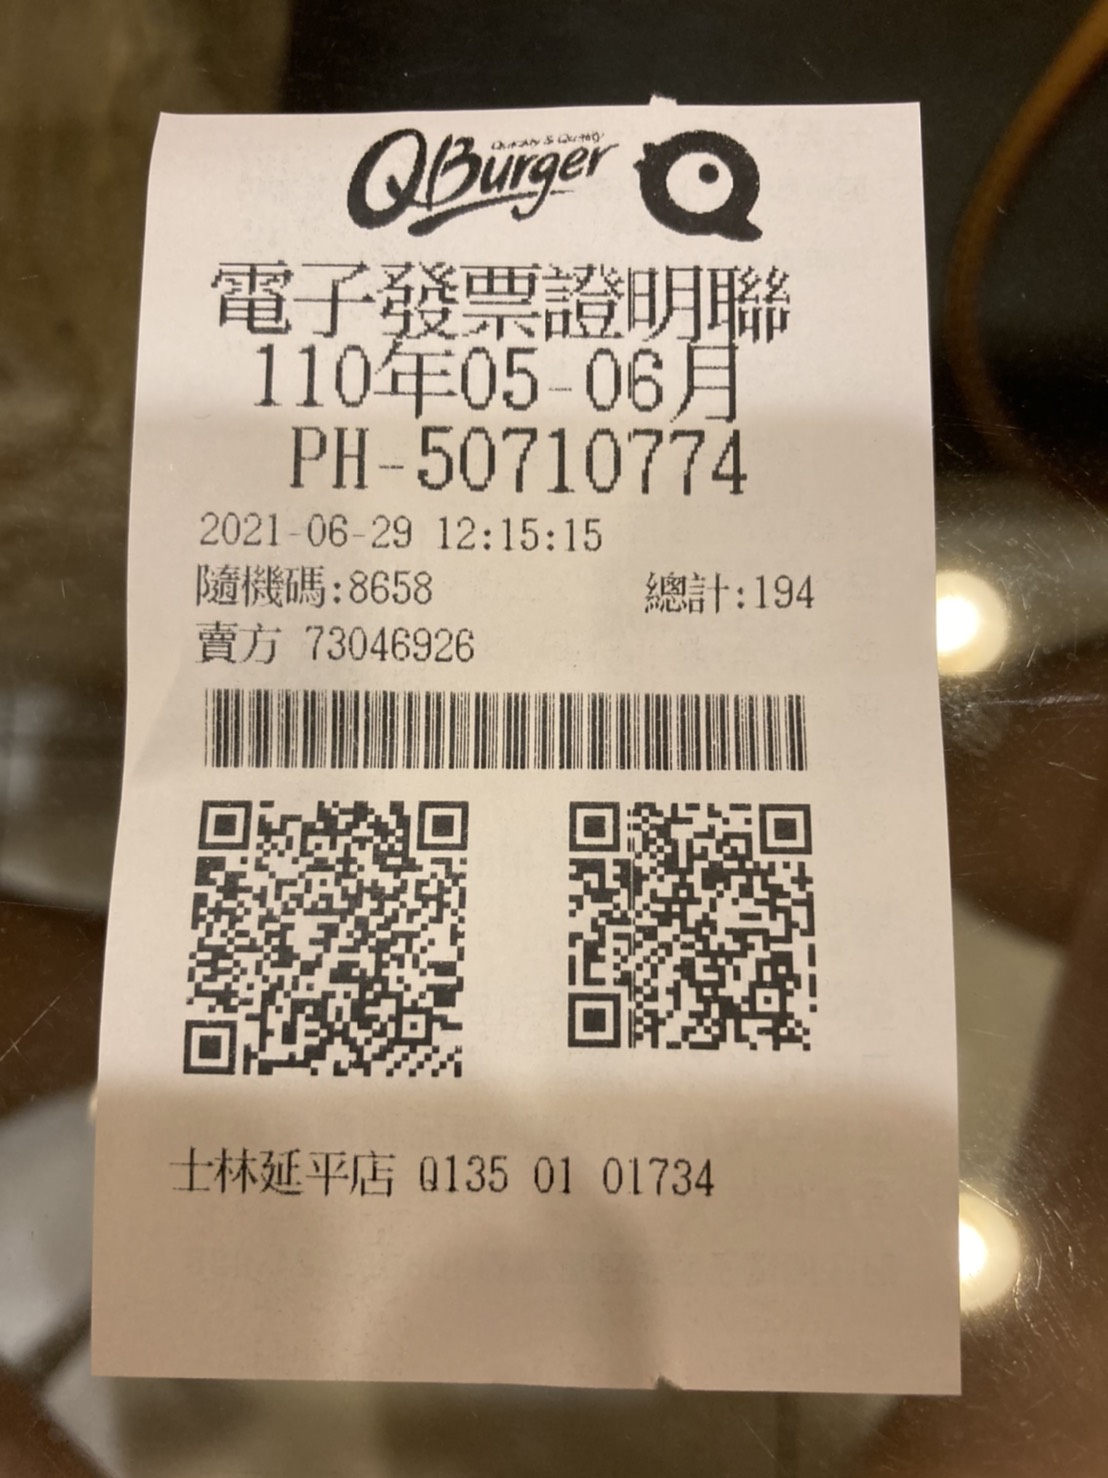 Quickly & Quality
QBurger
電子發票證明聯
110年05-06月
PH-50710774
2021-06-29 12:15:15
隨機碼:8658 總計:194
賣方 73046926
士林延平店 Q135 01 01734